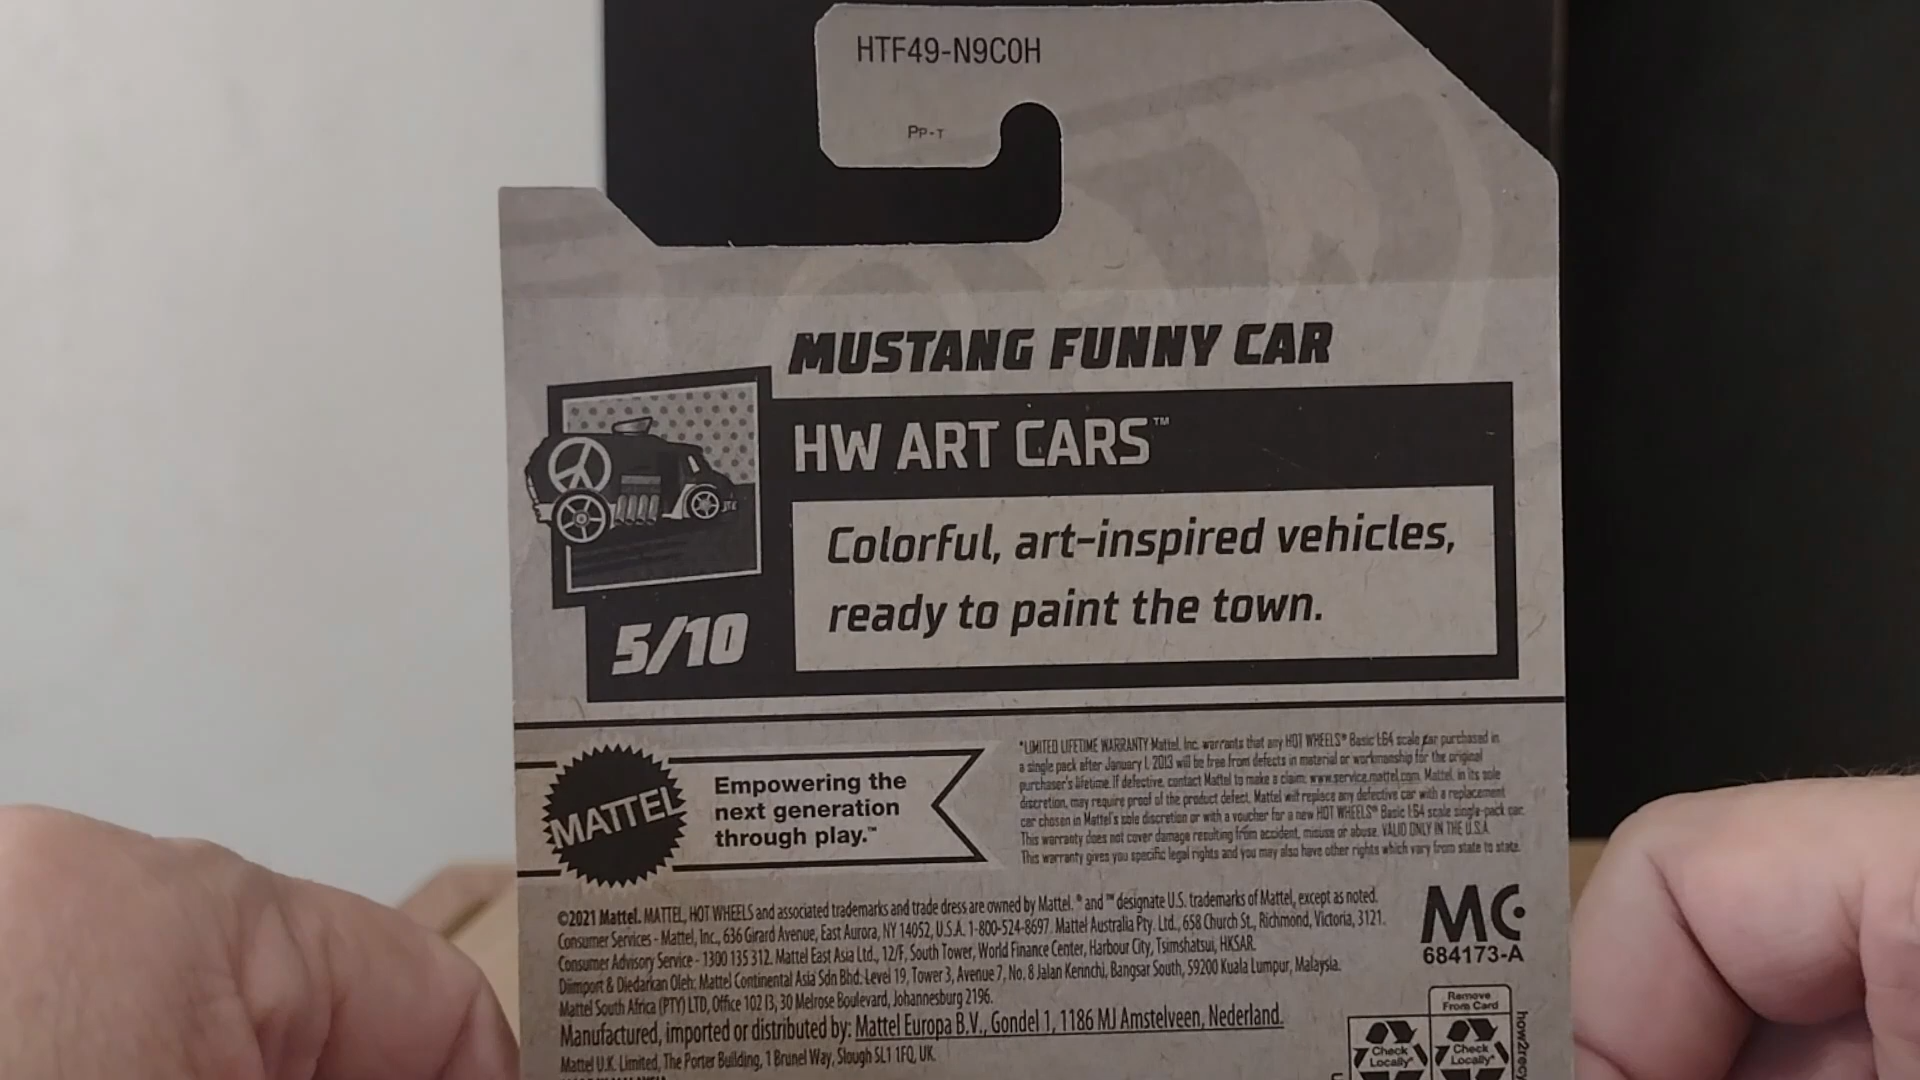 HTF49-N9C0H
PP-T
MUSTANG FUNNY CAR
HW ART CARS™
Colorful, art-inspired vehicles,
ready to paint the town.
5/10
MATTEL
Empowering the
next generation
through play.™
*LIMITED LIFETIME WARRANTY Mattel, Inc. warrants that any HOT WHEELS® Basic 1:64 scale car purchased in
a single pack after January 1, 2013 will be free from defects in material or workmanship for the original
purchaser's lifetime. If defective, contact Mattel to make a claim: www.service.mattel.com. Mattel, in its sole
discretion, may require proof of the product defect. Mattel will replace any defective car with a replacement
car chosen in Mattel's sole discretion or with a voucher for a new HOT WHEELS® Basic 1:64 scale single-pack car.
This warranty does not cover damage resulting from accident, misuse or abuse. VALID ONLY IN THE U.S.A.
This warranty gives you specific legal rights and you may also have other rights which vary from state to state.
©2021 Mattel. MATTEL, HOT WHEELS and associated trademarks and trade dress are owned by Mattel. ® and ™ designate U.S. trademarks of Mattel, except as noted.
Consumer Services - Mattel, Inc., 636 Girard Avenue, East Aurora, NY 14052, U.S.A. 1-800-524-8697. Mattel Australia Pty. Ltd., 658 Church St., Richmond, Victoria, 3121.
Consumer Advisory Service - 1300 135 312. Mattel East Asia Ltd., 12/F, South Tower, World Finance Center, Harbour City, Tsimshatsui, HKSAR.
Diimport & Diedarkan Oleh: Mattel Continental Asia Sdn Bhd. Level 19, Tower 3, Avenue 7, No. 8 Jalan Kerinchi, Bangsar South, 59200 Kuala Lumpur, Malaysia.
Mattel South Africa (PTY) LTD, Office 102 I3, 30 Melrose Boulevard, Johannesburg 2196.
Manufactured, imported or distributed by: Mattel Europa B.V., Gondel 1, 1186 MJ Amstelveen, Nederland.
Mattel U.K. Limited, The Porter Building, 1 Brunel Way, Slough SL1 1FQ, UK.
MC
684173-A
Remove
From Card
Check
Locally*
Check
Locally*